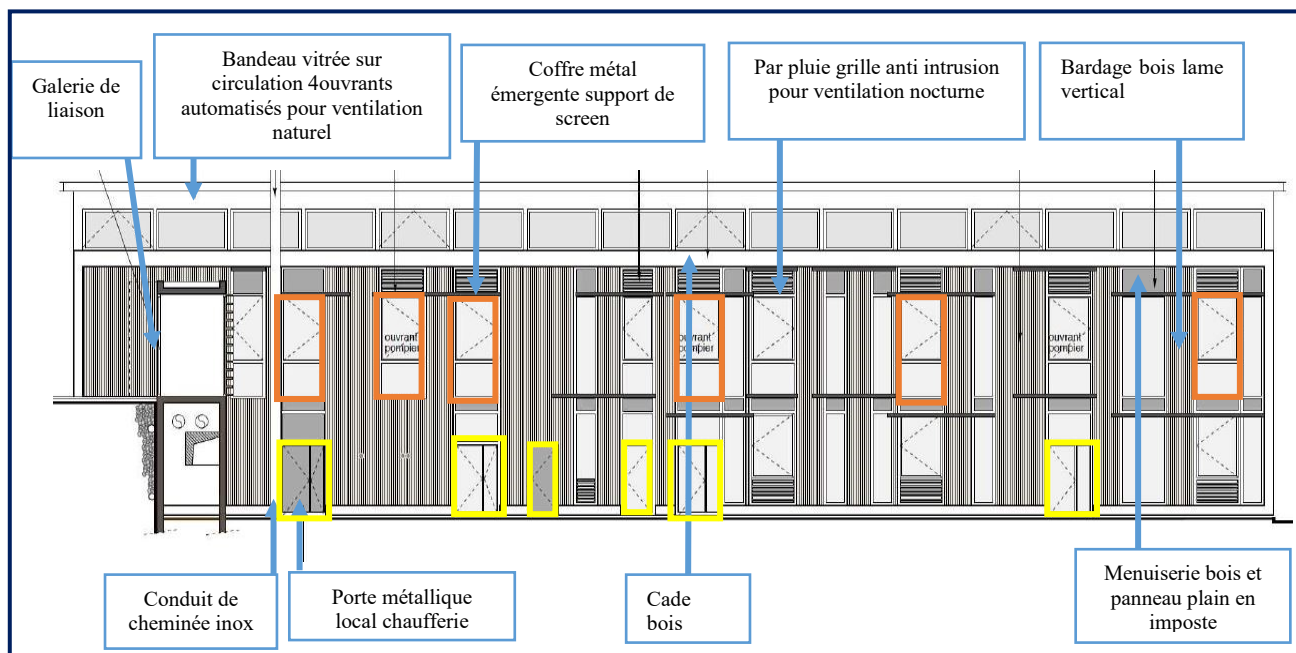 Galerie de
liaison
Bandeau vitrée sur
circulation 4ouvrants
automatisés pour ventilation
naturel
Coffre métal
émergente support de
screen
Par pluie grille anti intrusion
pour ventilation nocturne
Bardage bois lame
vertical
ouvrant
pompier
ouvrant
pompier
ouvrant
pompier
Conduit de
cheminée inox
Porte métallique
local chaufferie
Cade
bois
Menuiserie bois et
panneau plain en
imposte